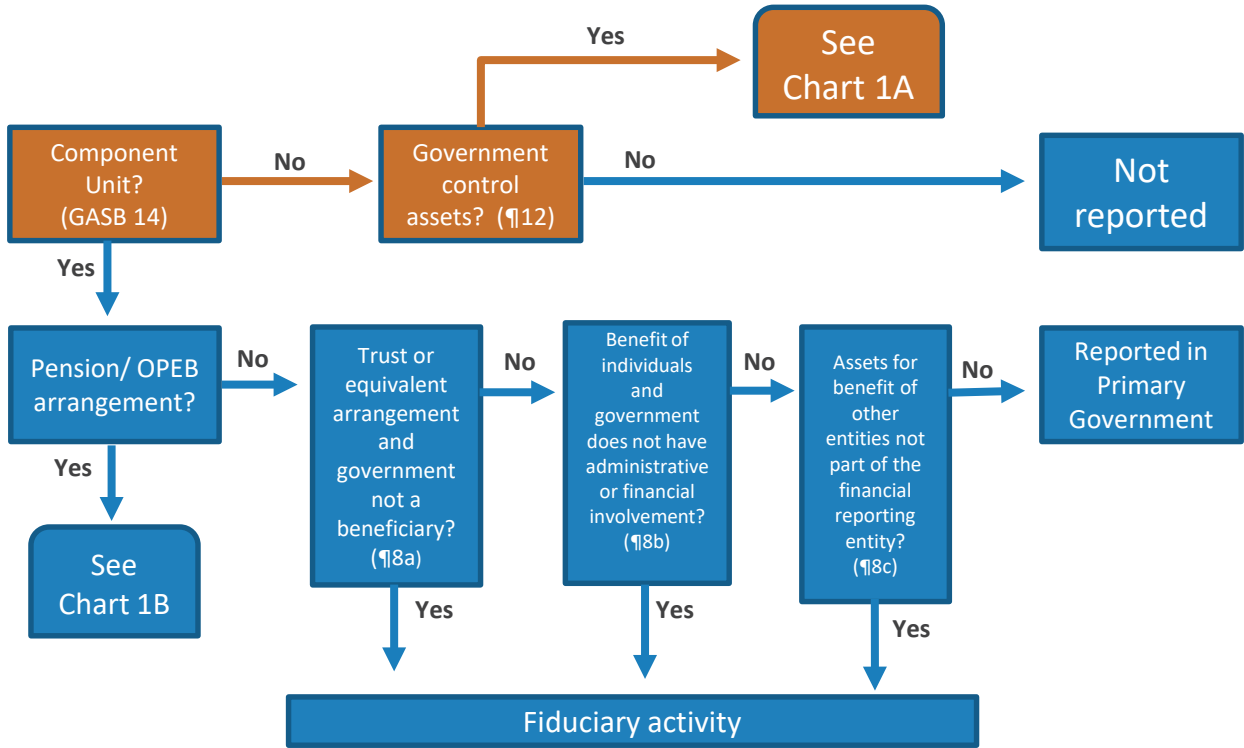 Yes
See
Chart 1A
Component
Unit?
(GASB 14)
No
Government
control
assets? (¶12)
No
Not
reported
Yes
Pension/ OPEB
arrangement?
No
Trust or
equivalent
arrangement
and
government
not a
beneficiary?
(¶8a)
No
Benefit of
individuals
and
government
does not have
administrative
or financial
involvement?
(¶8b)
No
Assets for
benefit of
other
entities not
part of the
financial
reporting
entity?
(¶8c)
No
Reported in
Primary
Government
Yes
See
Chart 1B
Yes
Yes
Yes
Fiduciary activity